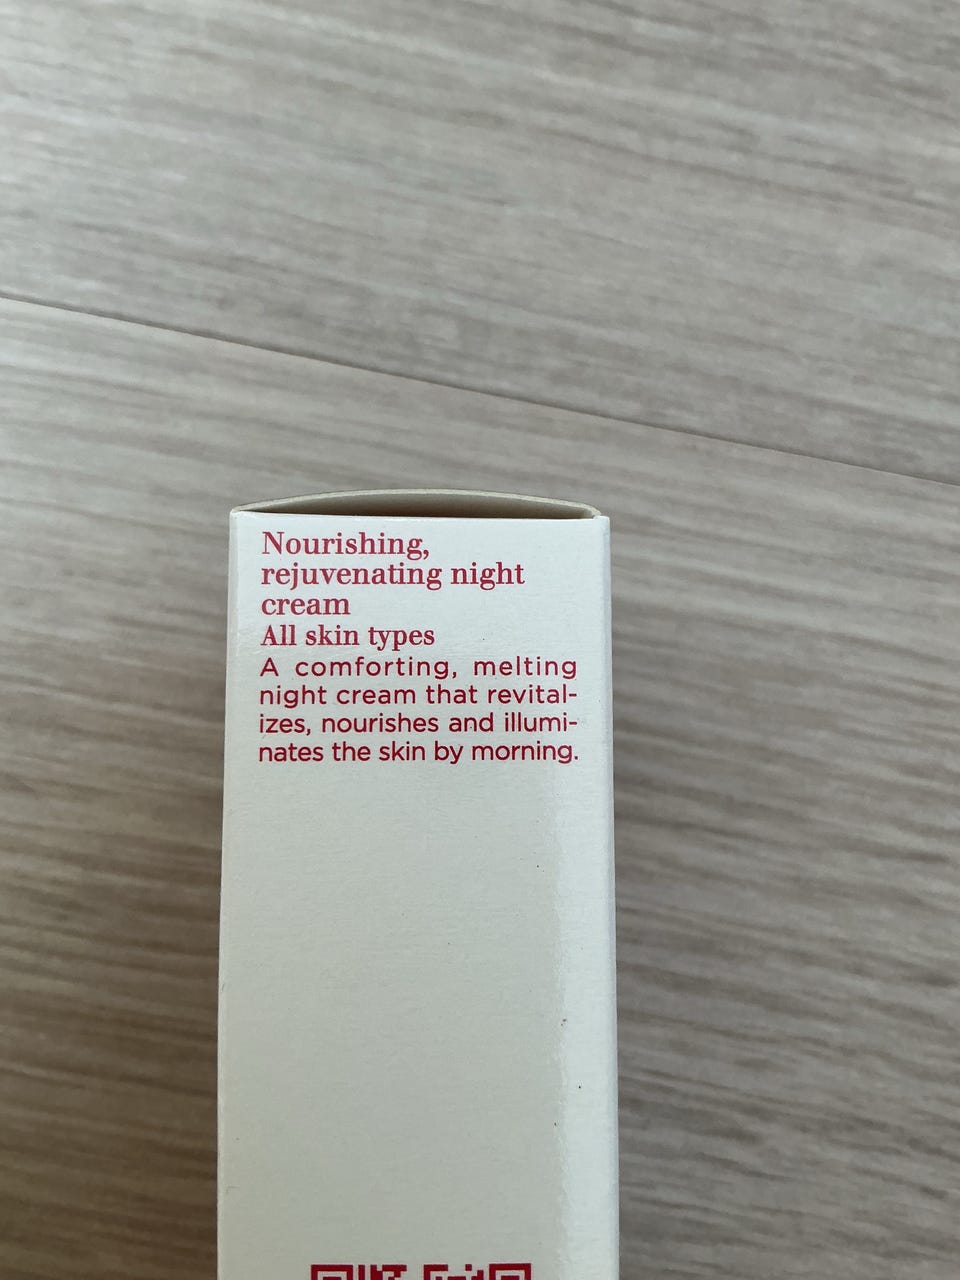 Nourishing,
rejuvenating night
cream
All skin types
A comforting, melting
night cream that revital-
izes, nourishes and illumi-
nates the skin by morning.